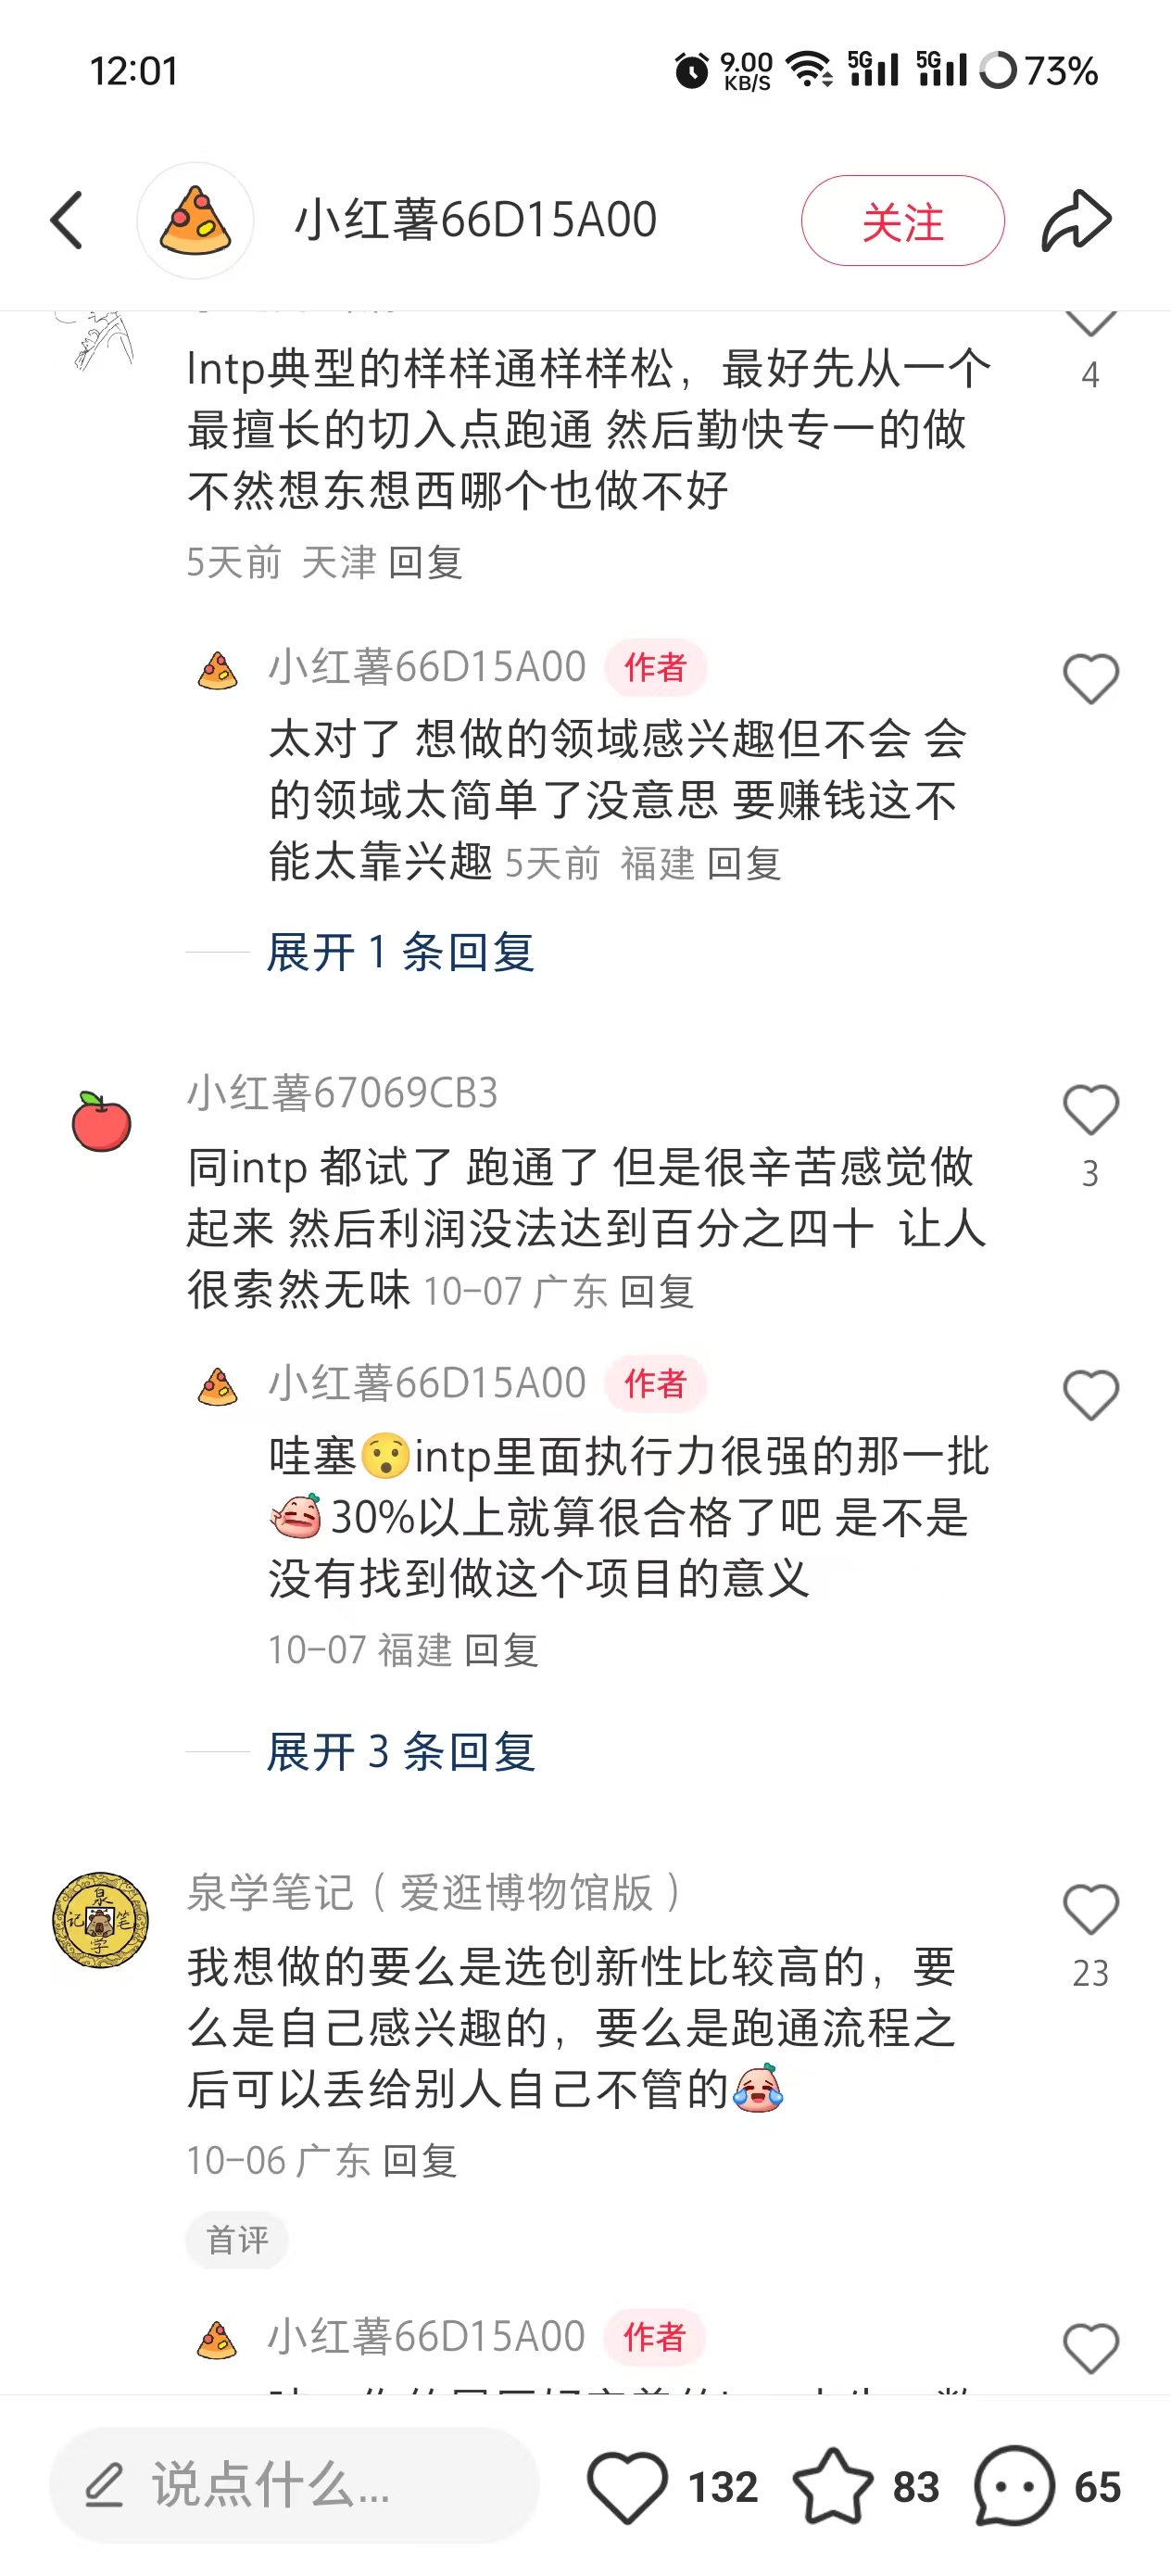 12:01
9.00 KB/S 5G 5G 73%
小红薯66D15A00
关注
Intp典型的样样通样样松，最好先从一个
4
最擅长的切入点跑通 然后勤快专一的做
不然想东想西哪个也做不好
5天前 天津 回复
小红薯66D15A00 作者
太对了 想做的领域感兴趣但不会 会
的领域太简单了没意思 要赚钱这不
能太靠兴趣 5天前 福建 回复
展开 1 条回复
小红薯67069CB3
同intp 都试了 跑通了 但是很辛苦感觉做
3
起来 然后利润没法达到百分之四十 让人
很索然无味 10-07 广东 回复
小红薯66D15A00 作者
哇塞😯intp里面执行力很强的那一批
30%以上就算很合格了吧 是不是
没有找到做这个项目的意义
10-07 福建 回复
展开 3 条回复
泉学笔记（爱逛博物馆版）
泉
记 笔
学
我想做的要么是选创新性比较高的，要
23
么是自己感兴趣的，要么是跑通流程之
后可以丢给别人自己不管的
10-06 广东 回复
首评
小红薯66D15A00 作者
说点什么...
132
83
65